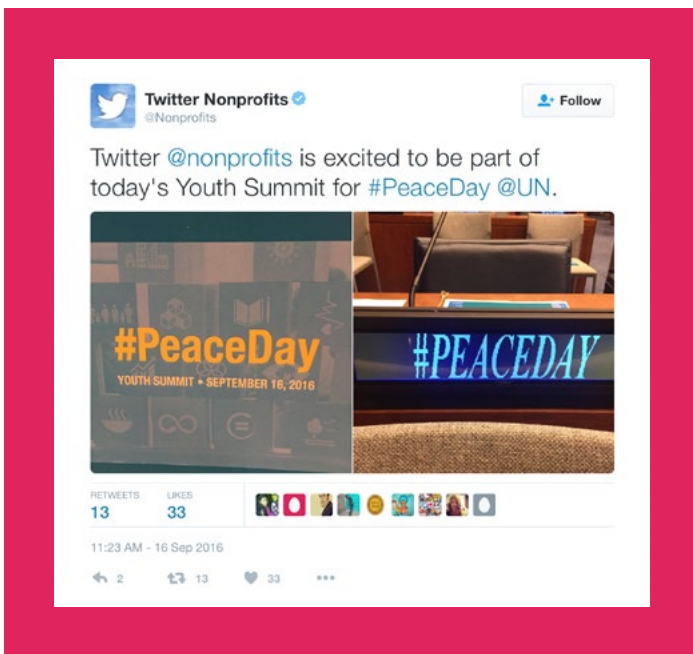 Twitter Nonprofits
@Nonprofits
Follow
Twitter @nonprofits is excited to be part of
today's Youth Summit for #PeaceDay @UN.
#PeaceDay
YOUTH SUMMIT • SEPTEMBER 16, 2016
#PEACEDAY
RETWEETS
LIKES
13
33
11:23 AM - 16 Sep 2016
2
13
33